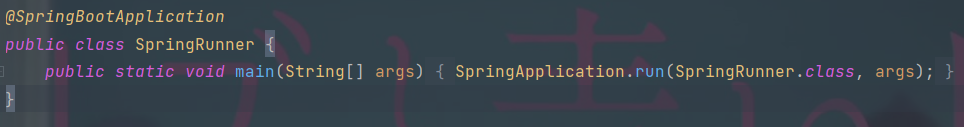 @SpringBootApplication
public class SpringRunner {
    public static void main(String[] args) { SpringApplication.run(SpringRunner.class, args); }
}